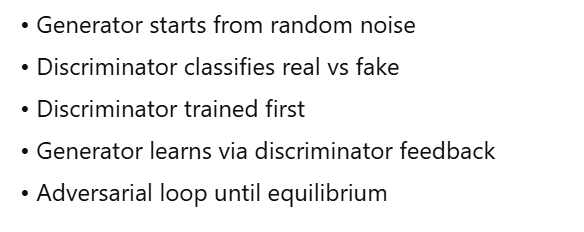 • Generator starts from random noise
• Discriminator classifies real vs fake
• Discriminator trained first
• Generator learns via discriminator feedback
• Adversarial loop until equilibrium